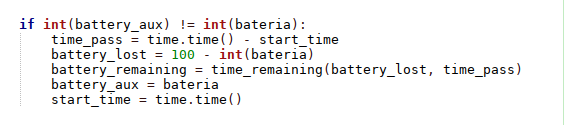 if int(battery_aux) != int(bateria):
    time_pass = time.time() - start_time
    battery_lost = 100 - int(bateria)
    battery_remaining = time_remaining(battery_lost, time_pass)
    battery_aux = bateria
    start_time = time.time()